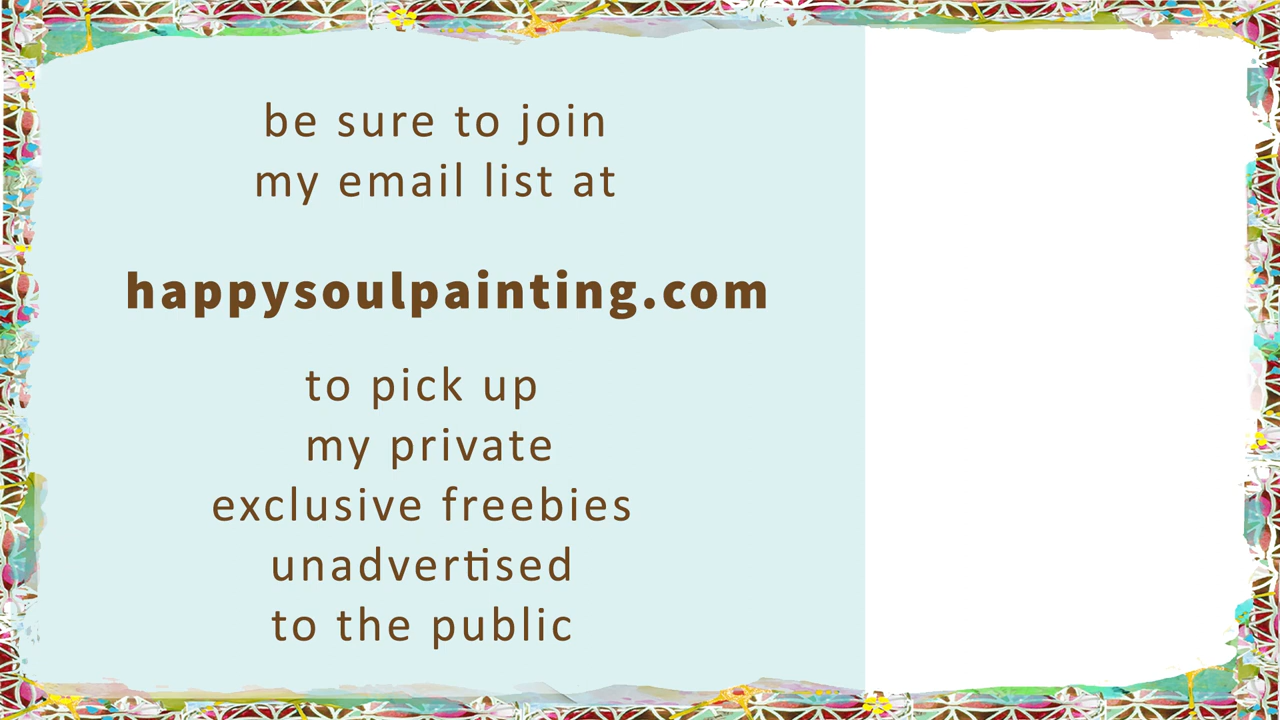 be sure to join
my email list at
happysoulpainting.com
to pick up
my private
exclusive freebies
unadvertised
to the public